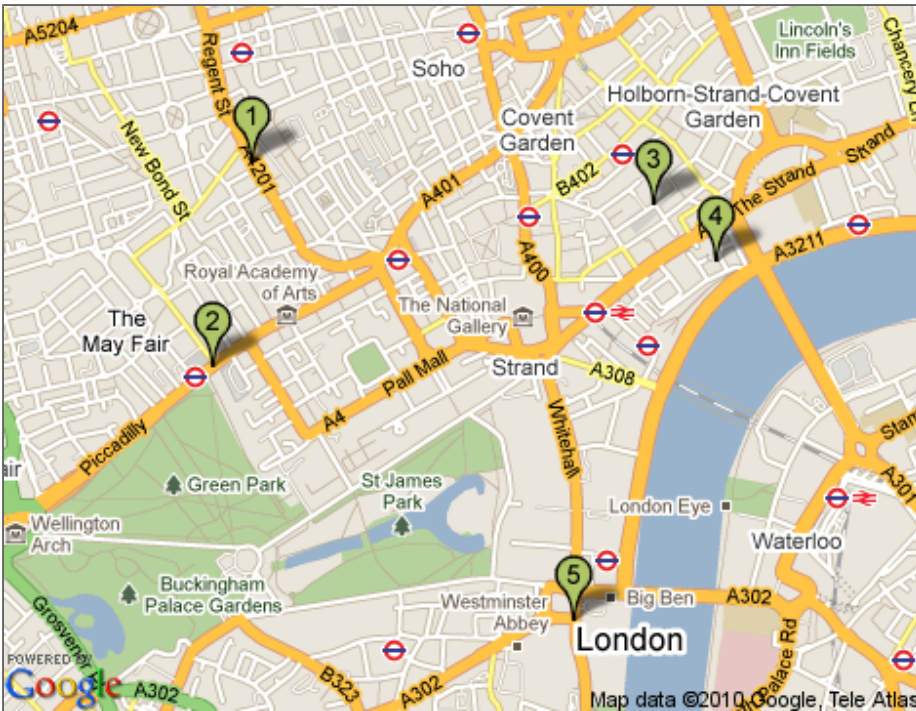 A5204
Regent St
Soho
Lincoln's
Inn Fields
Chancery
Holborn-Strand-Covent
Garden
Covent
Garden
New Bond St
1
A4201
A401
B402
3
The Strand
Strand
4
A3211
A400
Royal Academy
of Arts
The National
Gallery
The
May Fair
2
Pall Mall
Strand
A308
A4
Piccadilly
Whitehall
Green Park
St James
Park
London Eye
A301
Waterloo
Wellington
Arch
Buckingham
Palace Gardens
5
Westminster
Abbey
Big Ben
A302
London
Grosvenor
POWERED BY
Google
A302
B323
A302
Palace Rd
Map data ©2010 Google, Tele Atlas